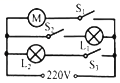 M S₁
S₂ L₁
L₂ S₃
220V